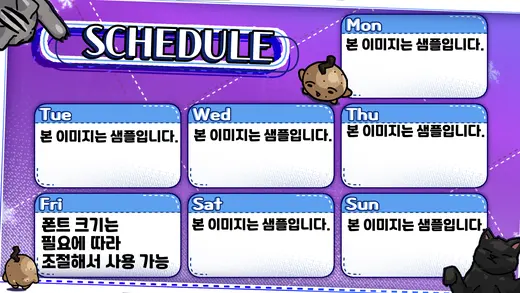 SCHEDULE
Mon
본 이미지는 샘플입니다.
Tue
본 이미지는 샘플입니다.
Wed
본 이미지는 샘플입니다.
Thu
본 이미지는 샘플입니다.
Fri
폰트 크기는
필요에 따라
조절해서 사용 가능
Sat
본 이미지는 샘플입니다.
Sun
본 이미지는 샘플입니다.